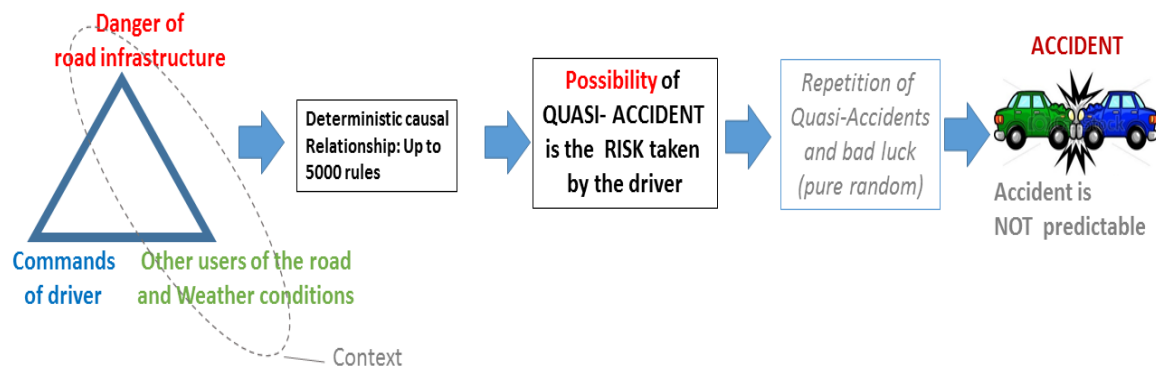 Danger of
road infrastructure
Commands
of driver
Other users of the road
and Weather conditions
Context
Deterministic causal
Relationship: Up to
5000 rules
Possibility of
QUASI- ACCIDENT
is the RISK taken
by the driver
Repetition of
Quasi-Accidents
and bad luck
(pure random)
ACCIDENT
Accident is
NOT predictable